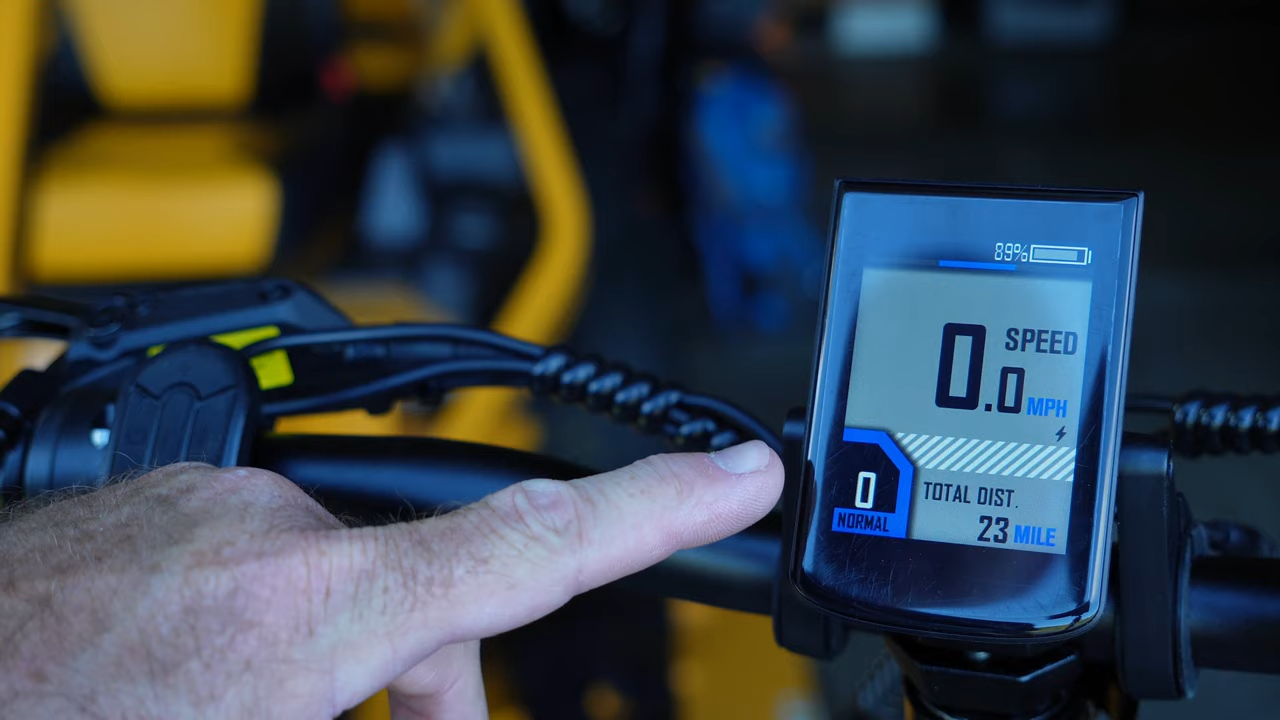 89%
SPEED
0.0 MPH
0
NORMAL
TOTAL DIST.
23 MILE